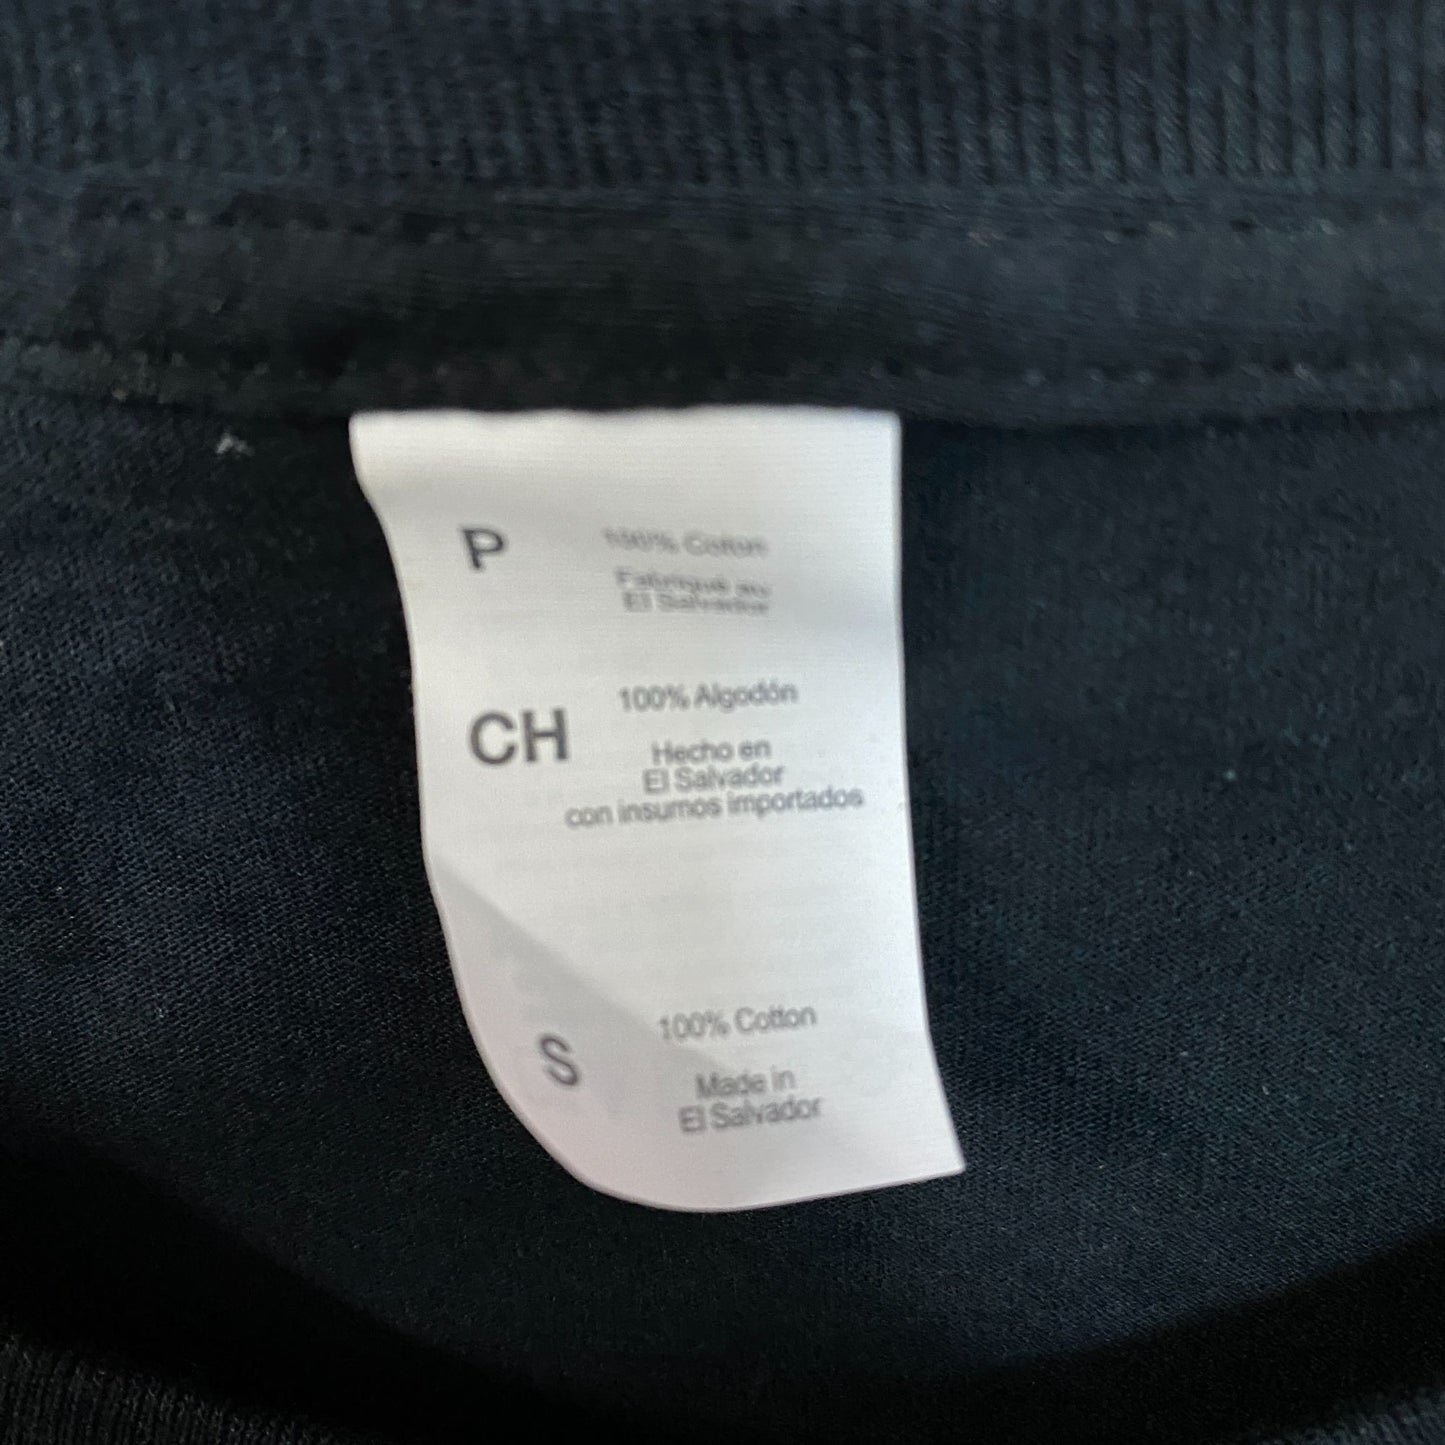 P
100% Coton
Fabriqué au
El Salvador
CH
100% Algodón
Hecho en
El Salvador
con insumos importados
S
100% Cotton
Made in
El Salvador